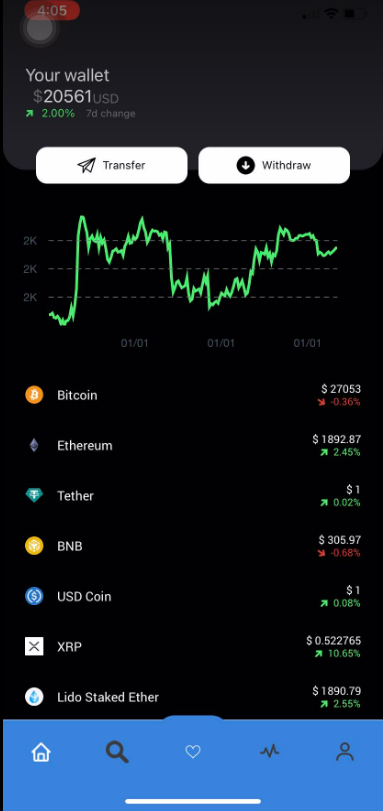 4:05
Your wallet
$20561USD
2.00% 7d change
Transfer Withdraw
2K
2K
2K
01/01 01/01 01/01
Bitcoin $ 27053
-0.36%
Ethereum $ 1892.87
2.45%
Tether $ 1
0.02%
BNB $ 305.97
-0.68%
USD Coin $ 1
0.08%
XRP $ 0.522765
10.65%
Lido Staked Ether $ 1890.79
2.55%